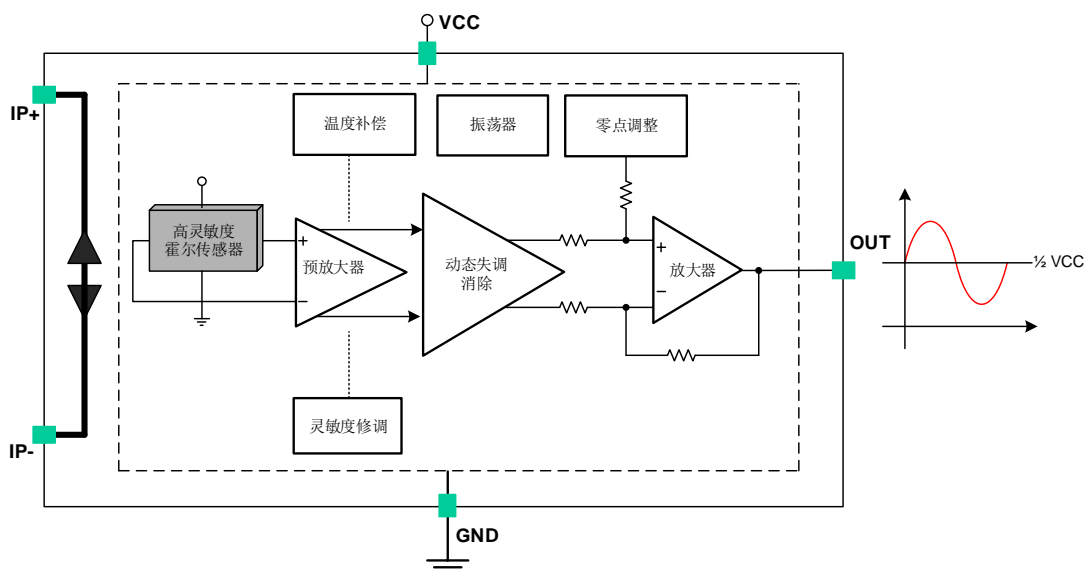 VCC
IP+
温度补偿
振荡器
零点调整
高灵敏度
霍尔传感器
+
−
预放大器
动态失调
消除
+
−
放大器
OUT
½ VCC
灵敏度修调
IP-
GND